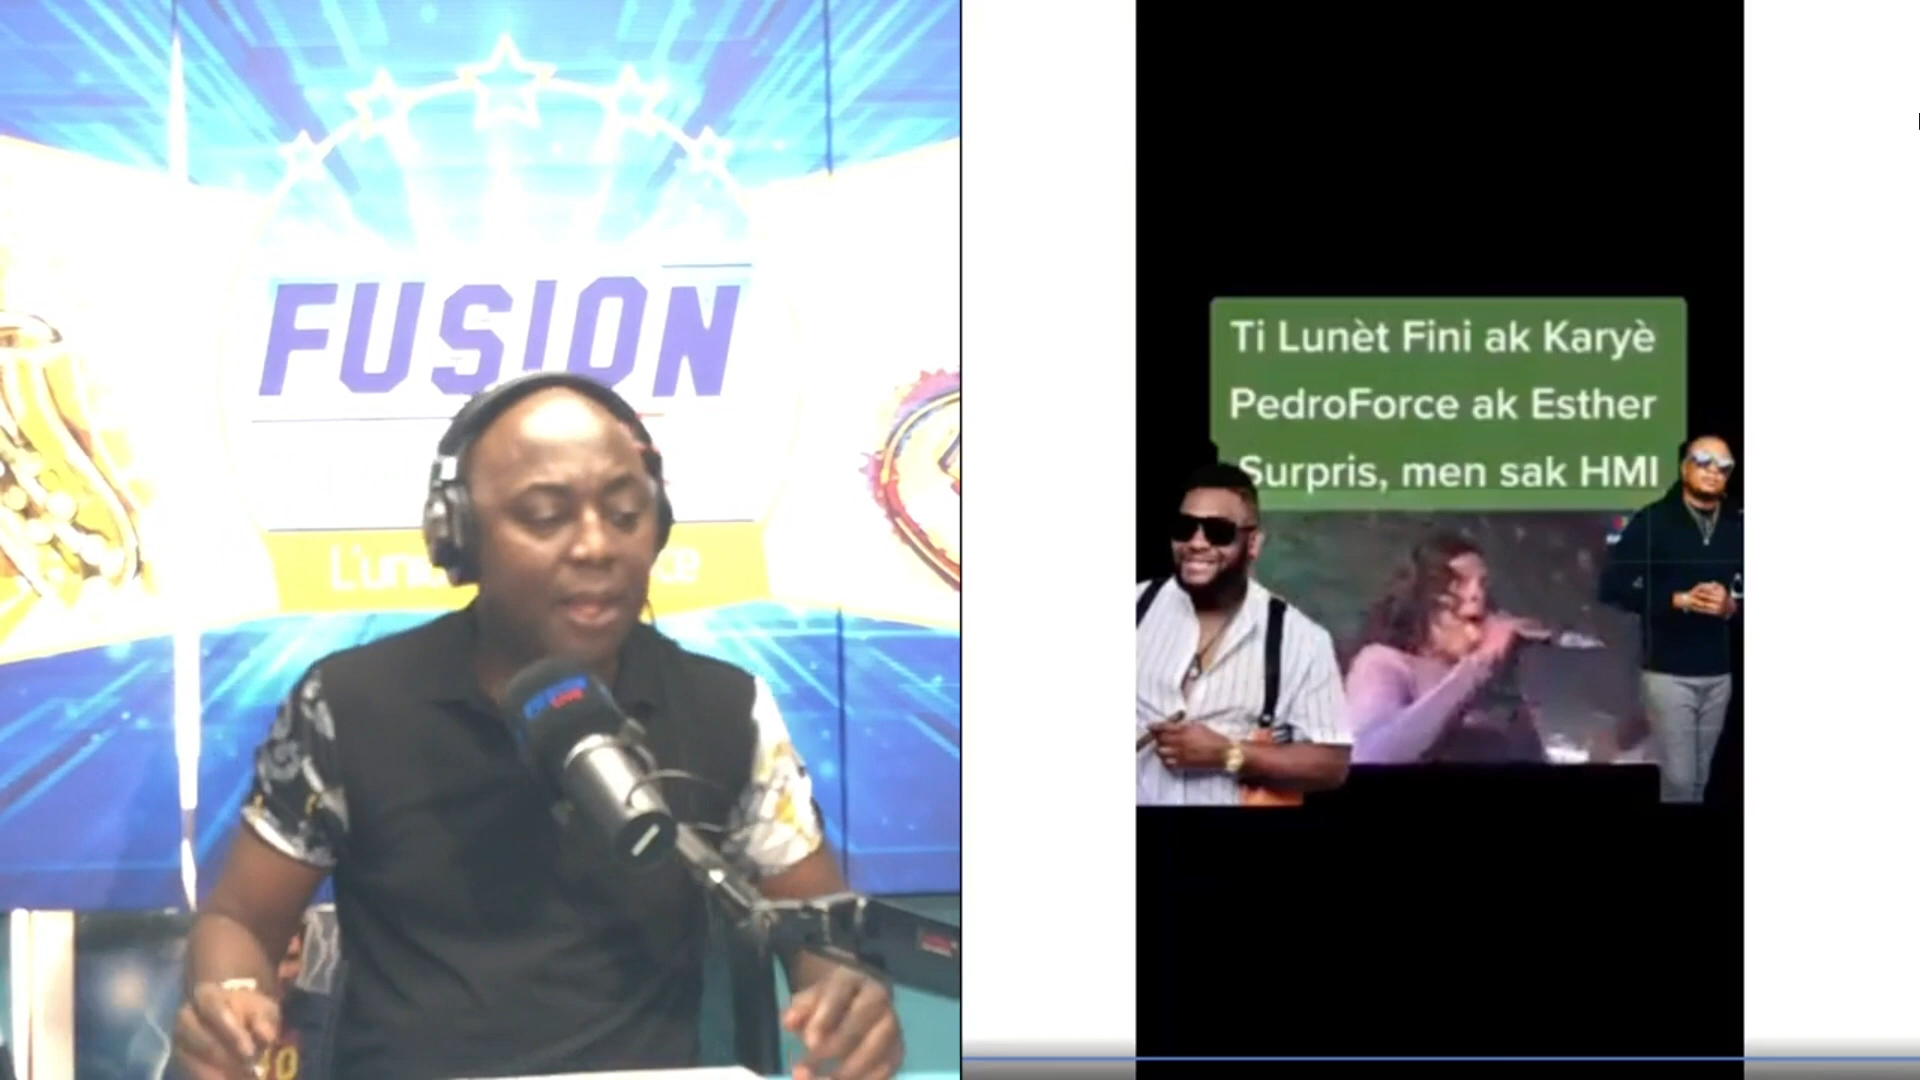 FUSION
Ti Lunèt Fini ak Karyè
PedroForce ak Esther
Surpris, men sak HMI